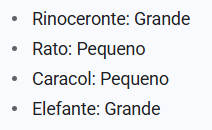 • Rinoceronte: Grande
• Rato: Pequeno
• Caracol: Pequeno
• Elefante: Grande